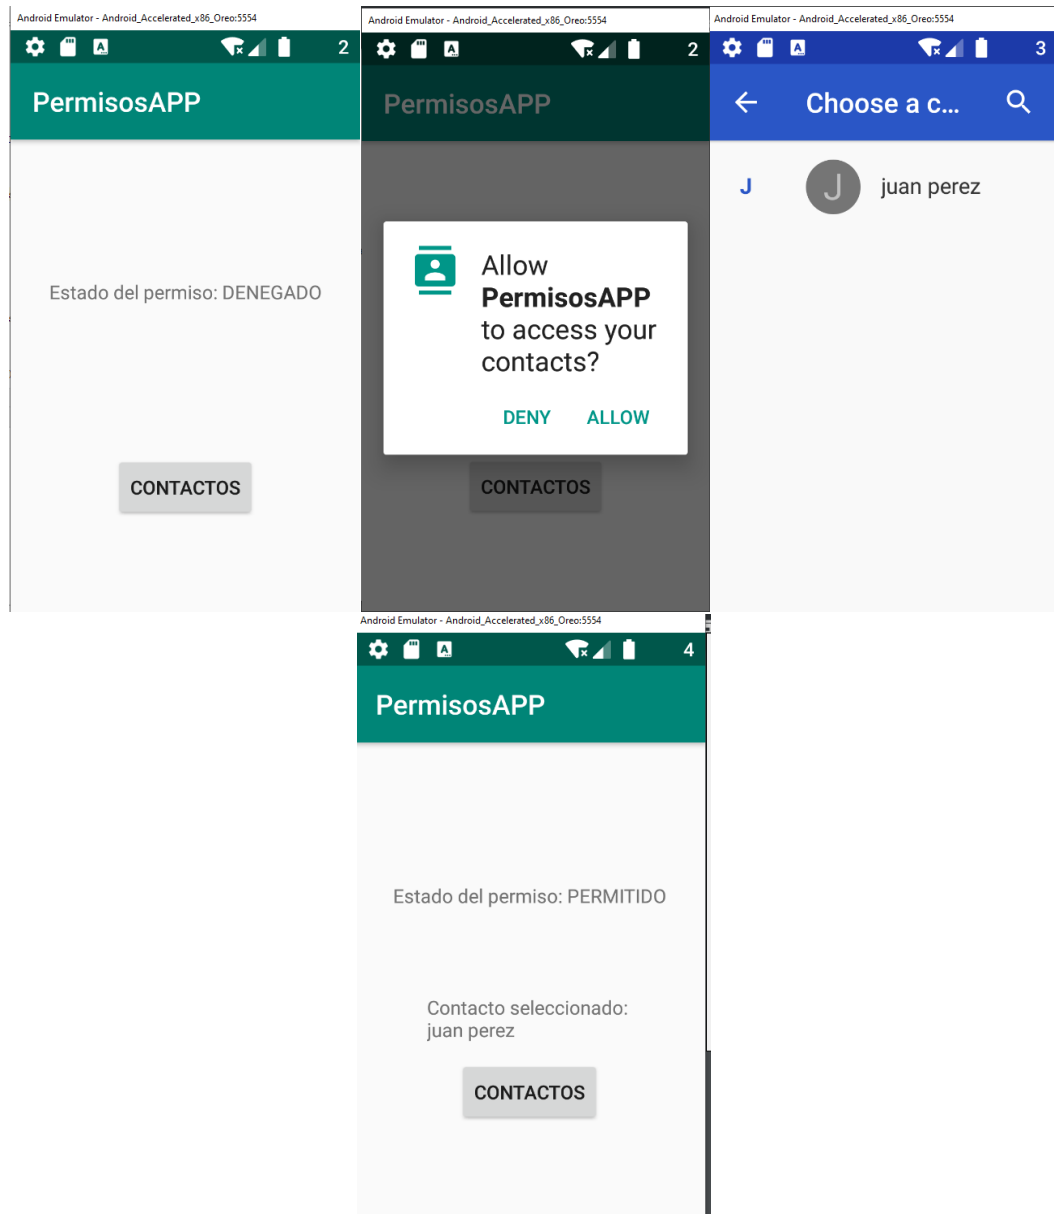 Android Emulator - Android_Accelerated_x86_Oreo:5554
2
PermisosAPP
Estado del permiso: DENEGADO
CONTACTOS
Android Emulator - Android_Accelerated_x86_Oreo:5554
2
PermisosAPP
Allow
PermisosAPP
to access your
contacts?
DENY ALLOW
CONTACTOS
Android Emulator - Android_Accelerated_x86_Oreo:5554
3
Choose a c...
J
J
juan perez
Android Emulator - Android_Accelerated_x86_Oreo:5554
4
PermisosAPP
Estado del permiso: PERMITIDO
Contacto seleccionado:
juan perez
CONTACTOS